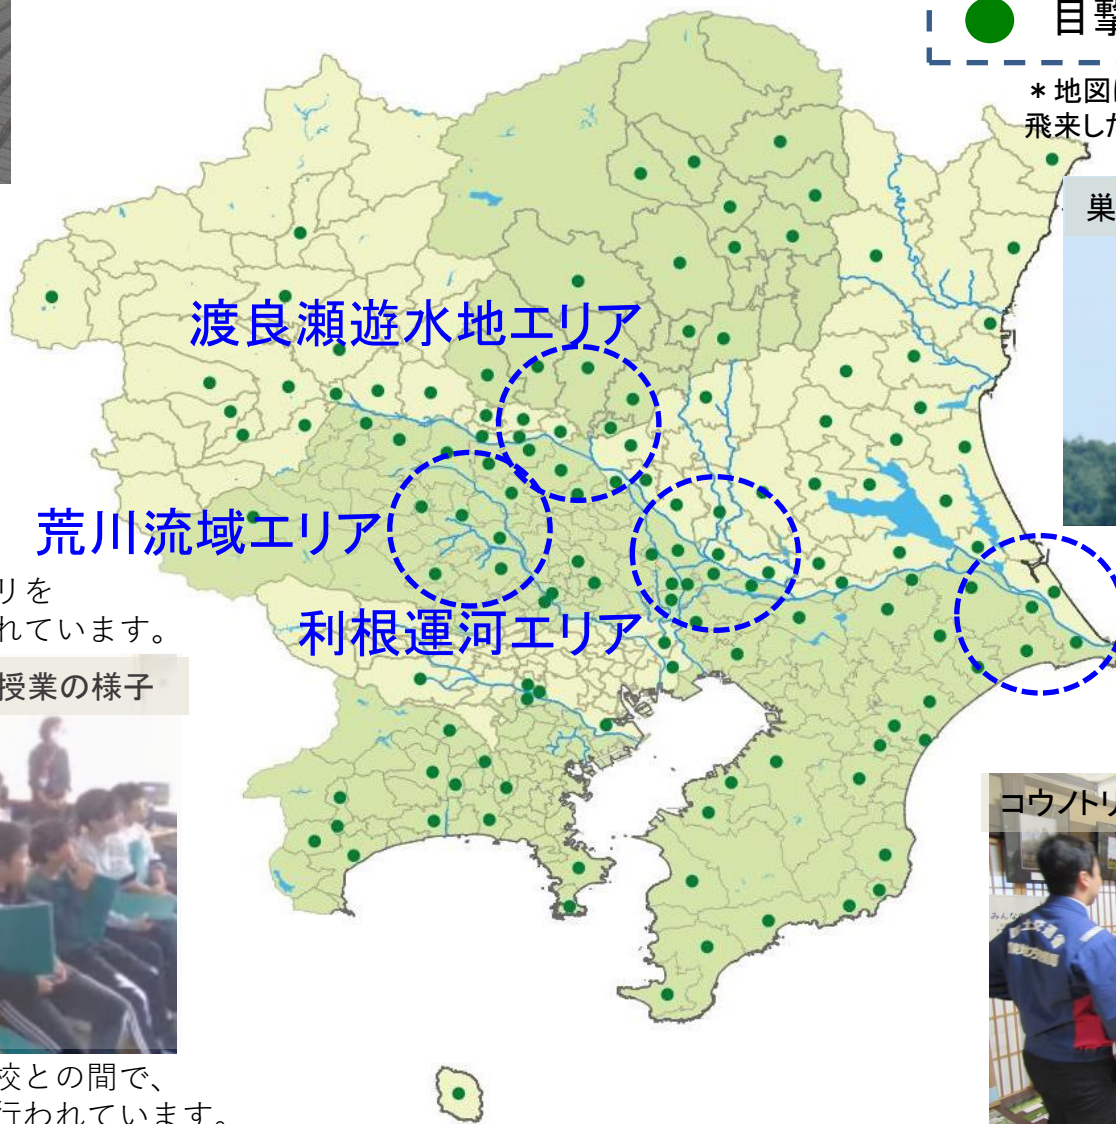 目撃
＊地図に
飛来した
巣
渡良瀬遊水地エリア
荒川流域エリア
リを
れています。
利根運河エリア
授業の様子
コウノトリ
校との間で、
行われています。